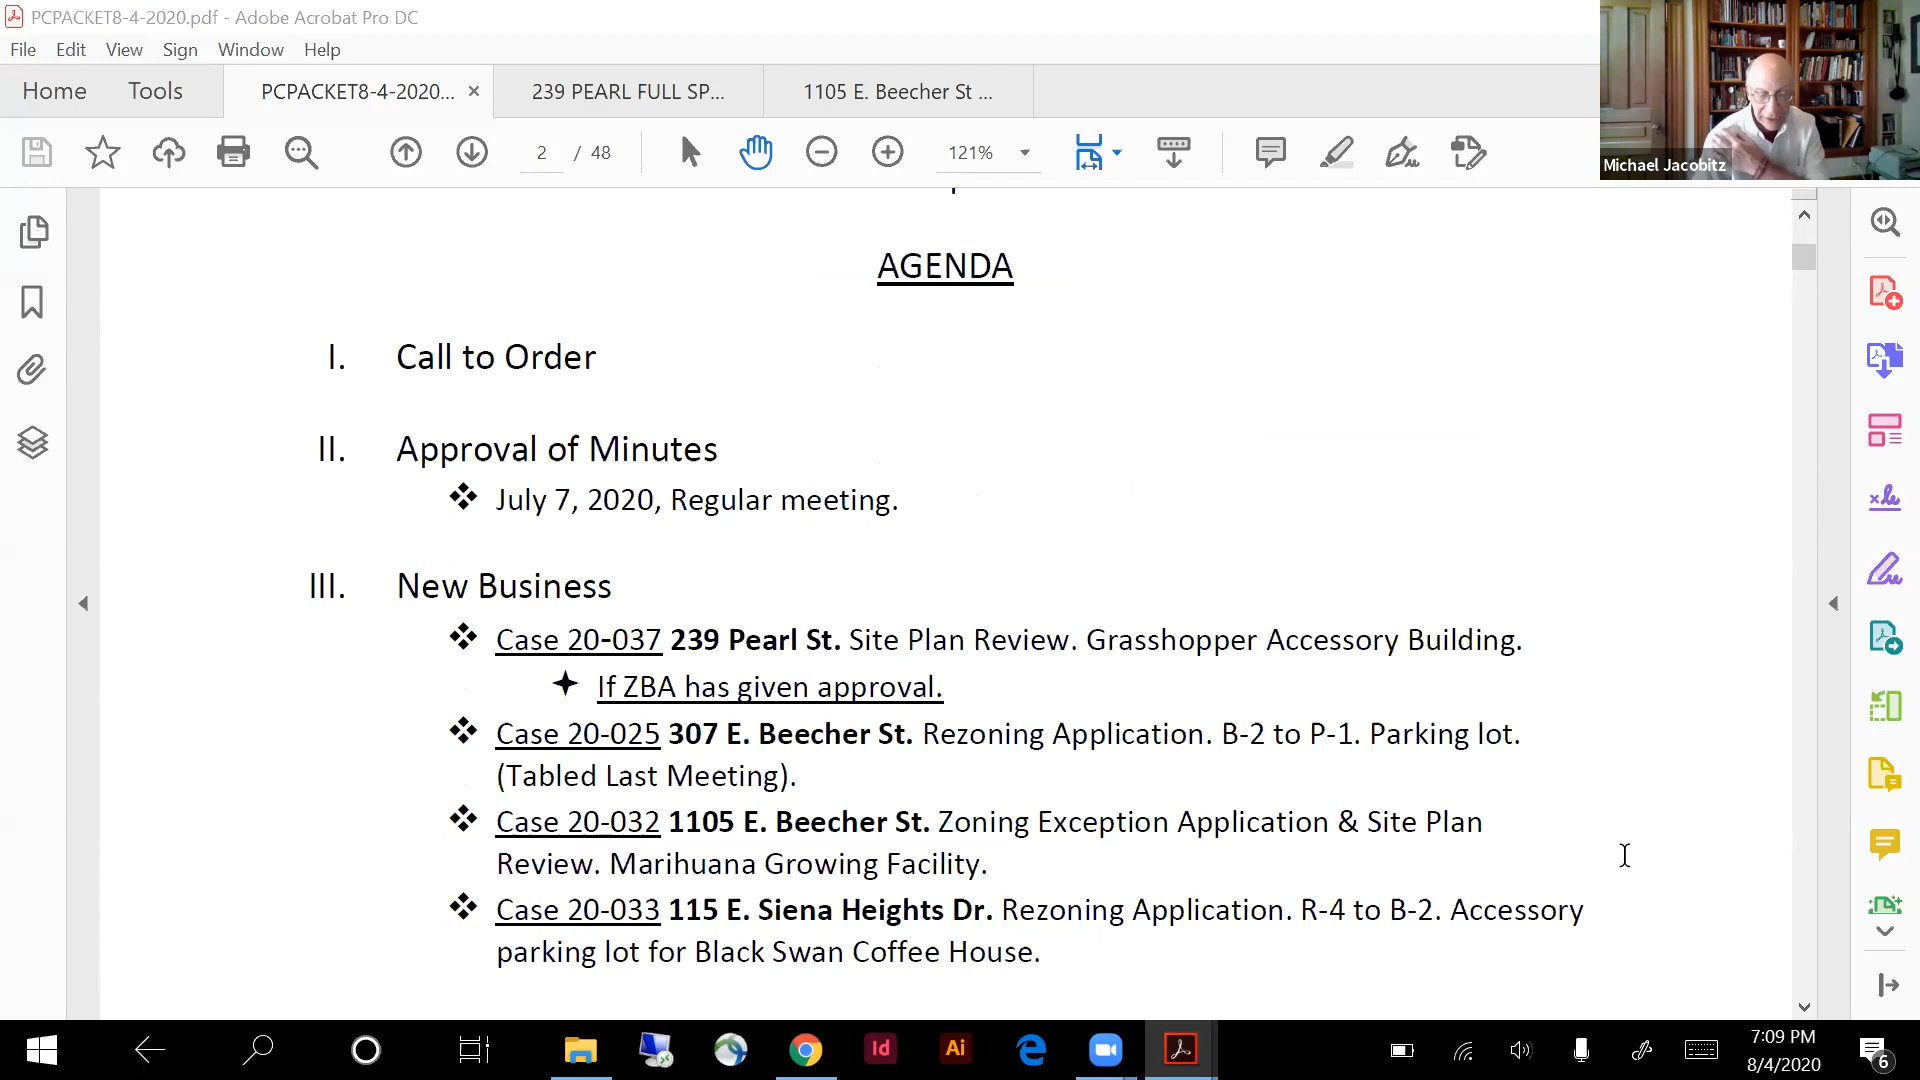 PCPACKET8-4-2020.pdf - Adobe Acrobat Pro DC
File Edit View Sign Window Help
Home Tools PCPACKET8-4-2020... × 239 PEARL FULL SP... 1105 E. Beecher St ...
2 / 48 121%
Michael Jacobitz
AGENDA
I. Call to Order
II. Approval of Minutes
❖ July 7, 2020, Regular meeting.
III. New Business
❖ Case 20-037 239 Pearl St. Site Plan Review. Grasshopper Accessory Building.
✦ If ZBA has given approval.
❖ Case 20-025 307 E. Beecher St. Rezoning Application. B-2 to P-1. Parking lot.
(Tabled Last Meeting).
❖ Case 20-032 1105 E. Beecher St. Zoning Exception Application & Site Plan
Review. Marihuana Growing Facility.
❖ Case 20-033 115 E. Siena Heights Dr. Rezoning Application. R-4 to B-2. Accessory
parking lot for Black Swan Coffee House.
Id Ai
7:09 PM
8/4/2020
6